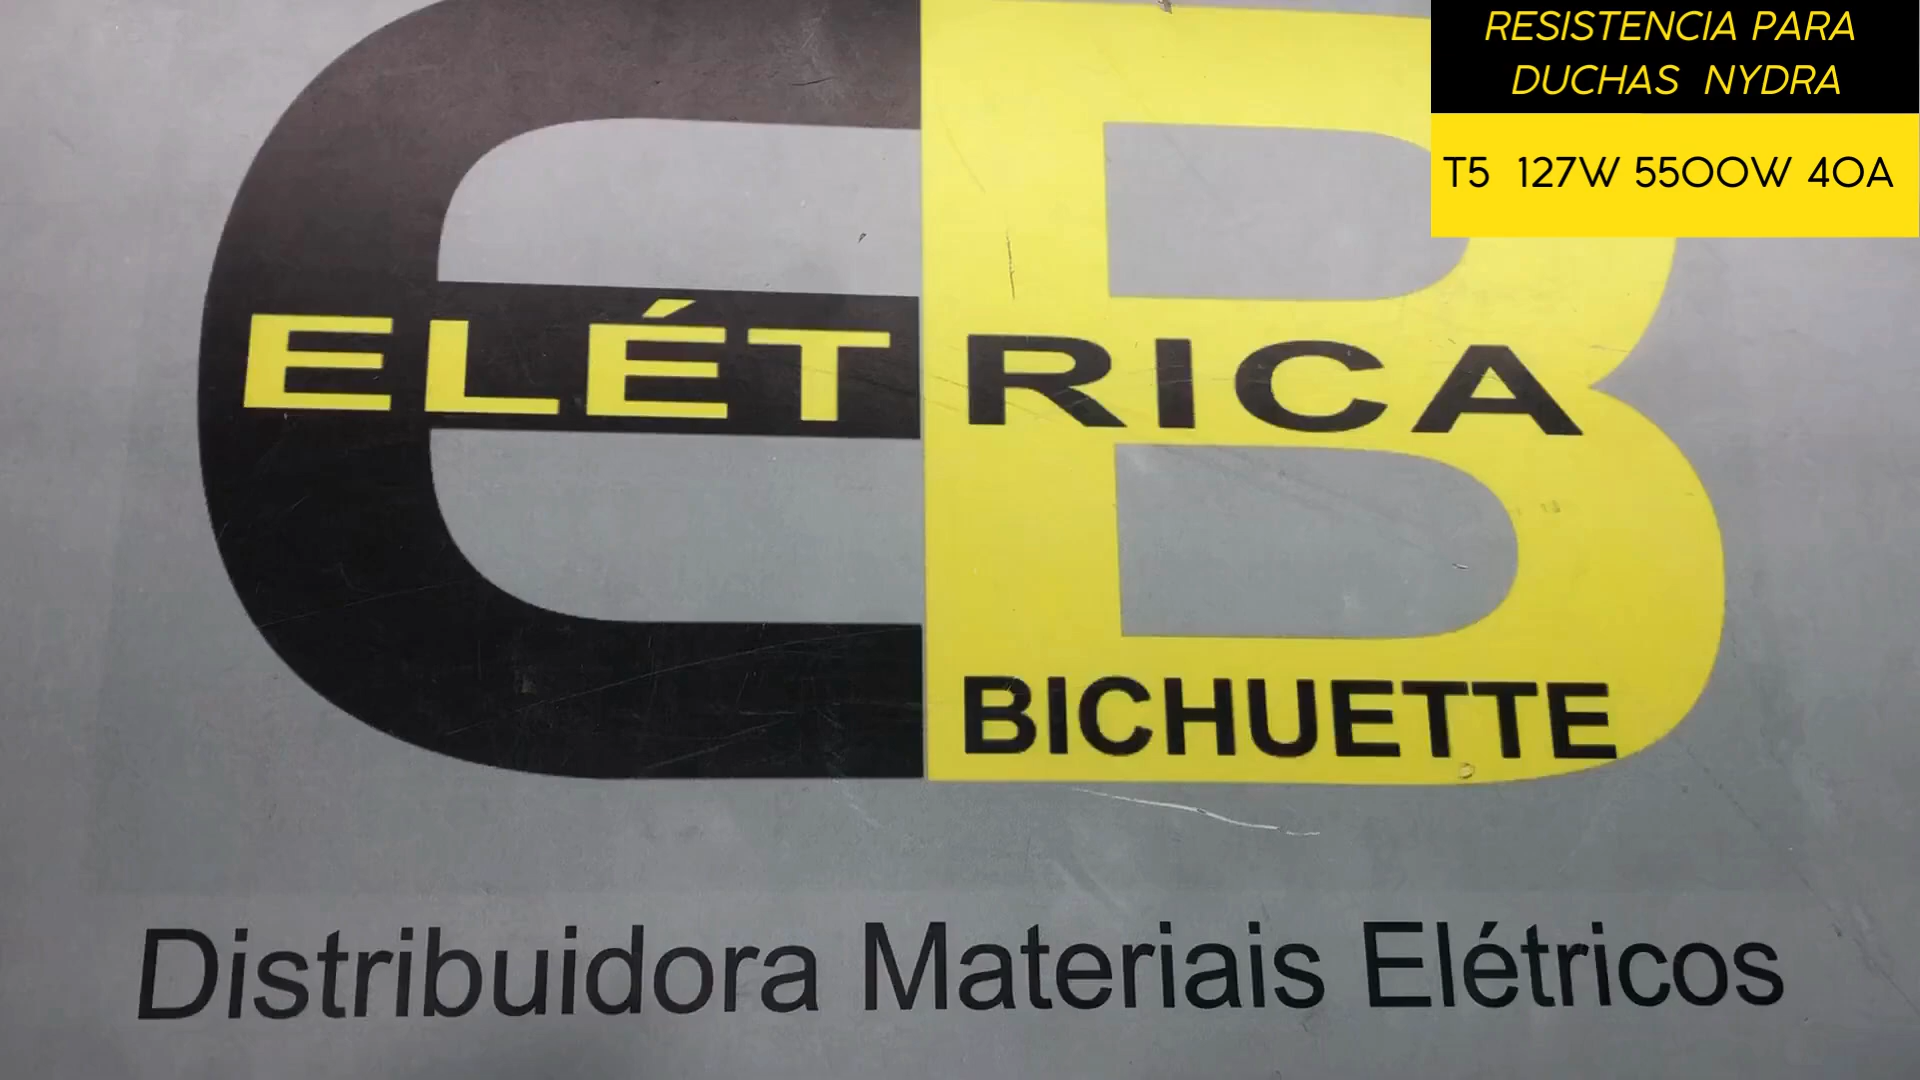 RESISTENCIA PARA
DUCHAS NYDRA
T5 127W 5500W 40A
ELÉTRICA
BICHUETTE
Distribuidora Materiais Elétricos